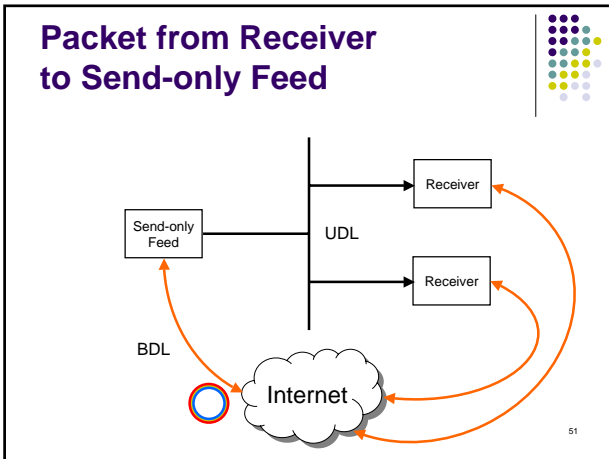 Packet from Receiver
to Send-only Feed
Receiver
Send-only
Feed
UDL
Receiver
BDL
Internet
51